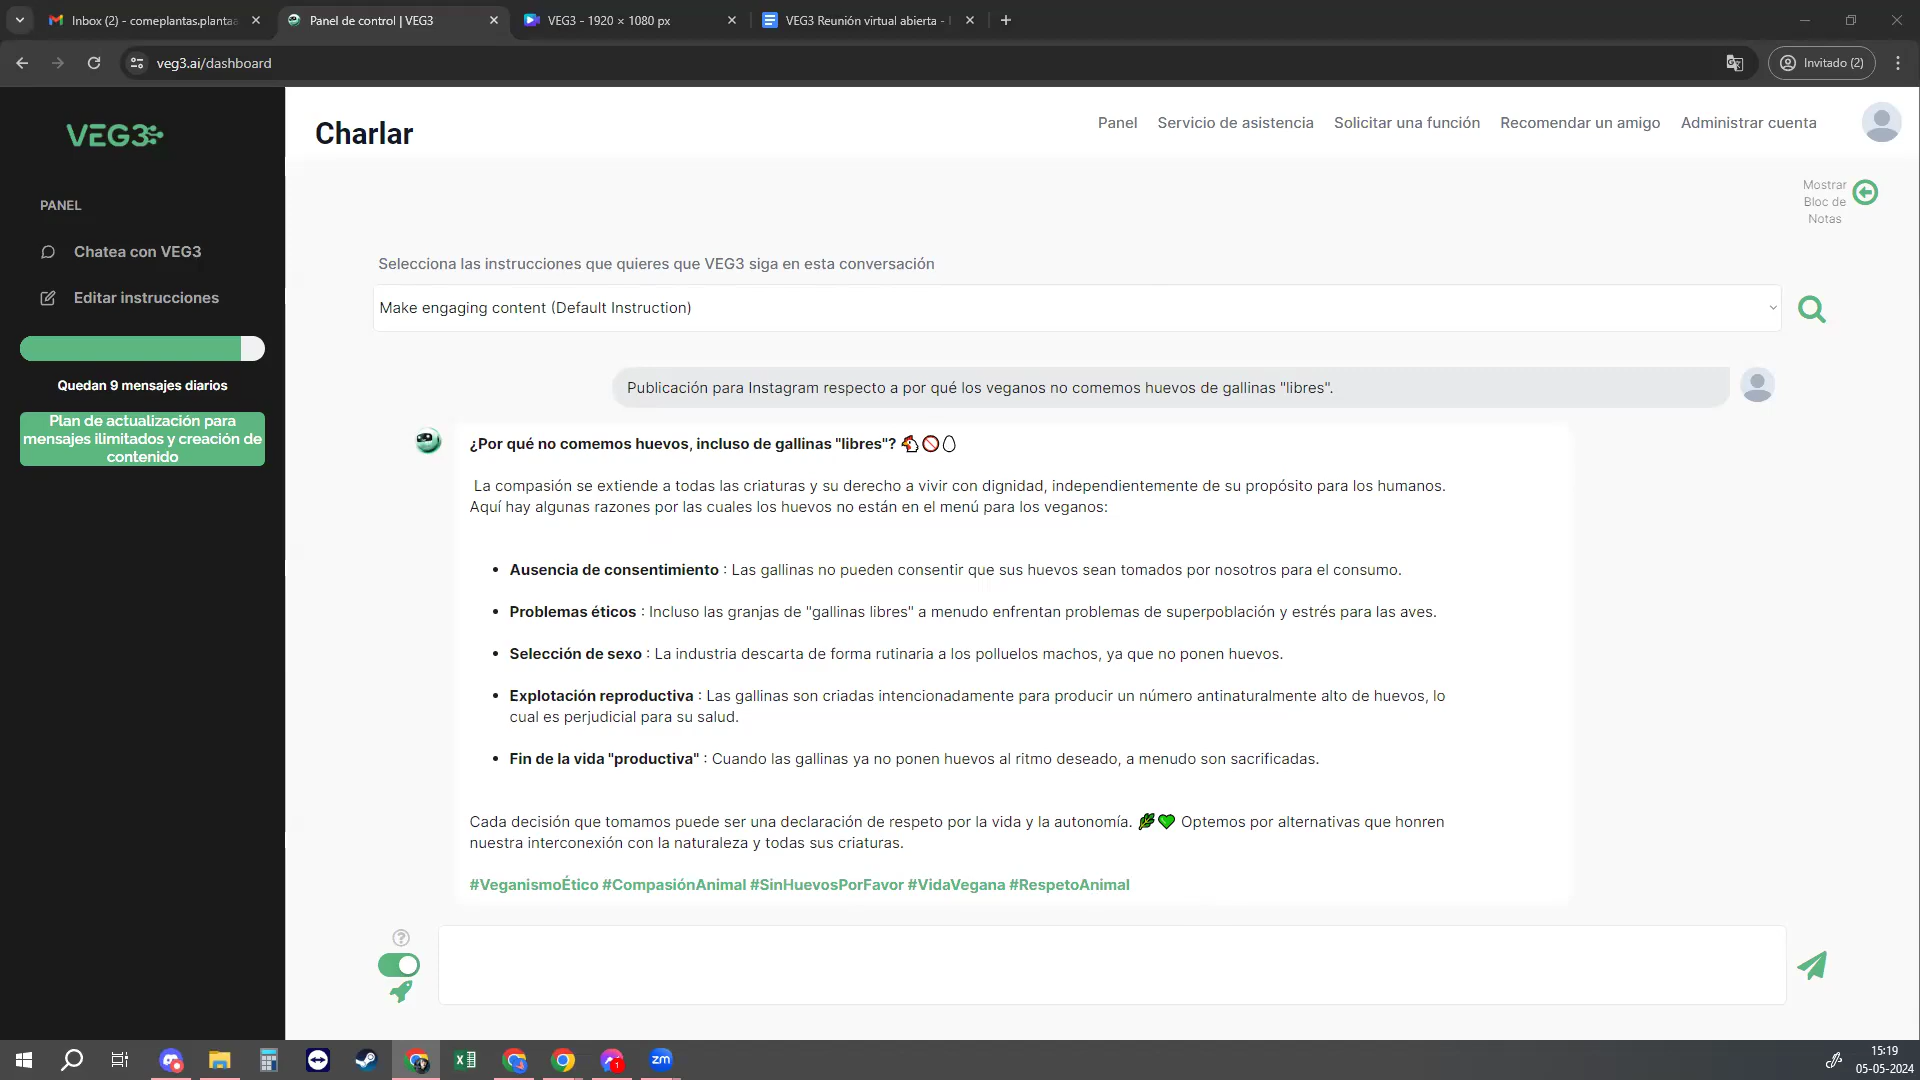 Inbox (2) - comeplantas.planta
Panel de control | VEG3
VEG3 - 1920 × 1080 px
VEG3 Reunión virtual abierta -
veg3.ai/dashboard
Invitado (2)
VEG3
Charlar
Panel
Servicio de asistencia
Solicitar una función
Recomendar un amigo
Administrar cuenta
PANEL
Chatea con VEG3
Editar instrucciones
Quedan 9 mensajes diarios
Plan de actualización para
mensajes ilimitados y creación de
contenido
Mostrar
Bloc de
Notas
Selecciona las instrucciones que quieres que VEG3 siga en esta conversación
Make engaging content (Default Instruction)
Publicación para Instagram respecto a por qué los veganos no comemos huevos de gallinas "libres".
¿Por qué no comemos huevos, incluso de gallinas "libres"? 🐔🚫🥚
La compasión se extiende a todas las criaturas y su derecho a vivir con dignidad, independientemente de su propósito para los humanos.
Aquí hay algunas razones por las cuales los huevos no están en el menú para los veganos:
• Ausencia de consentimiento : Las gallinas no pueden consentir que sus huevos sean tomados por nosotros para el consumo.
• Problemas éticos : Incluso las granjas de "gallinas libres" a menudo enfrentan problemas de superpoblación y estrés para las aves.
• Selección de sexo : La industria descarta de forma rutinaria a los polluelos machos, ya que no ponen huevos.
• Explotación reproductiva : Las gallinas son criadas intencionadamente para producir un número antinaturalmente alto de huevos, lo
cual es perjudicial para su salud.
• Fin de la vida "productiva" : Cuando las gallinas ya no ponen huevos al ritmo deseado, a menudo son sacrificadas.
Cada decisión que tomamos puede ser una declaración de respeto por la vida y la autonomía. 🌿💚 Optemos por alternativas que honren
nuestra interconexión con la naturaleza y todas sus criaturas.
#VeganismoÉtico #CompasiónAnimal #SinHuevosPorFavor #VidaVegana #RespetoAnimal
zm
15:19
05-05-2024